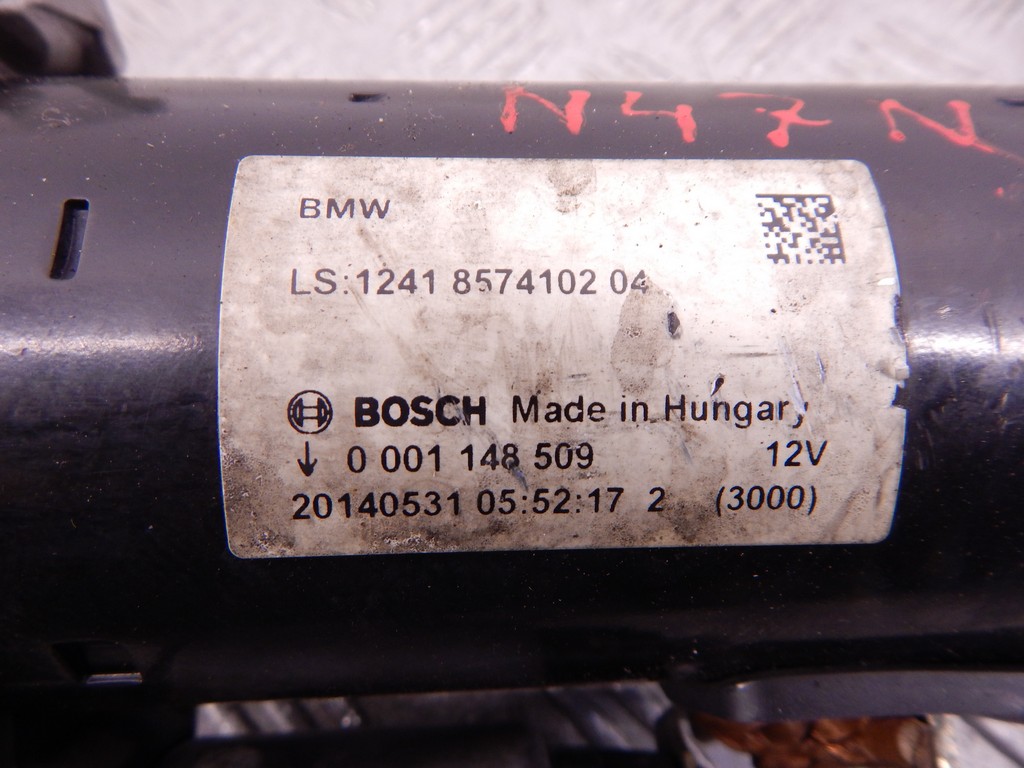 N47N
BMW
LS:1241 8574102 04
BOSCH Made in Hungary
↓ 0 001 148 509 12V
20140531 05:52:17 2 (3000)